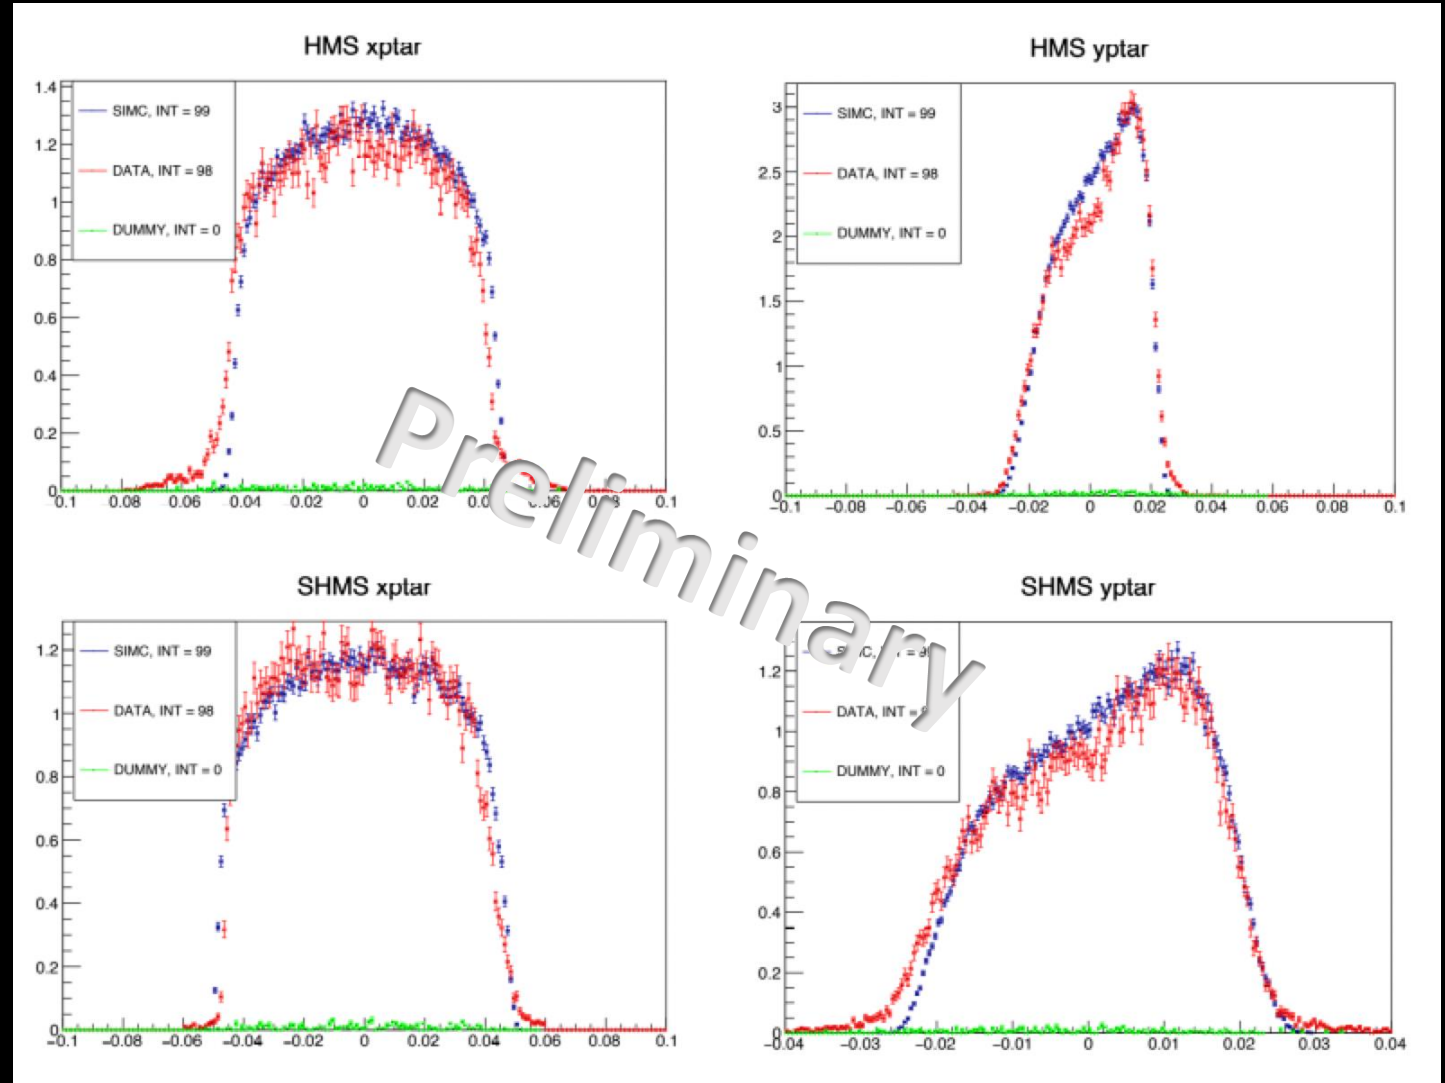 HMS xptar
1.4
1.2
1
0.8
0.6
0.4
0.2
0
SIMC, INT = 99
DATA, INT = 98
DUMMY, INT = 0
-0.1 -0.08 -0.06 -0.04 -0.02 0 0.02 0.04 0.06 0.08 0.1
HMS yptar
3
2.5
2
1.5
1
0.5
0
SIMC, INT = 99
DATA, INT = 98
DUMMY, INT = 0
-0.1 -0.08 -0.06 -0.04 -0.02 0 0.02 0.04 0.06 0.08 0.1
Preliminary
SHMS xptar
1.2
1
0.8
0.6
0.4
0.2
0
SIMC, INT = 99
DATA, INT = 98
DUMMY, INT = 0
-0.1 -0.08 -0.06 -0.04 -0.02 0 0.02 0.04 0.06 0.08 0.1
SHMS yptar
1.2
1
0.8
0.6
0.4
0.2
0
DATA, INT =
DUMMY, INT = 0
-0.04 -0.03 -0.02 -0.01 0 0.01 0.02 0.03 0.04